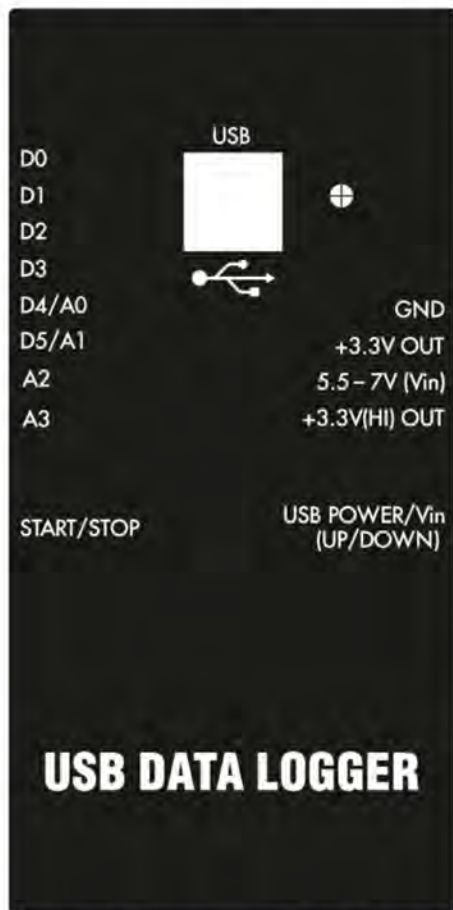 USB
D0
D1
D2
D3
D4/A0
D5/A1
A2
A3
GND
+3.3V OUT
5.5–7V (Vin)
+3.3V(HI) OUT
START/STOP
USB POWER/Vin
(UP/DOWN)
USB DATA LOGGER